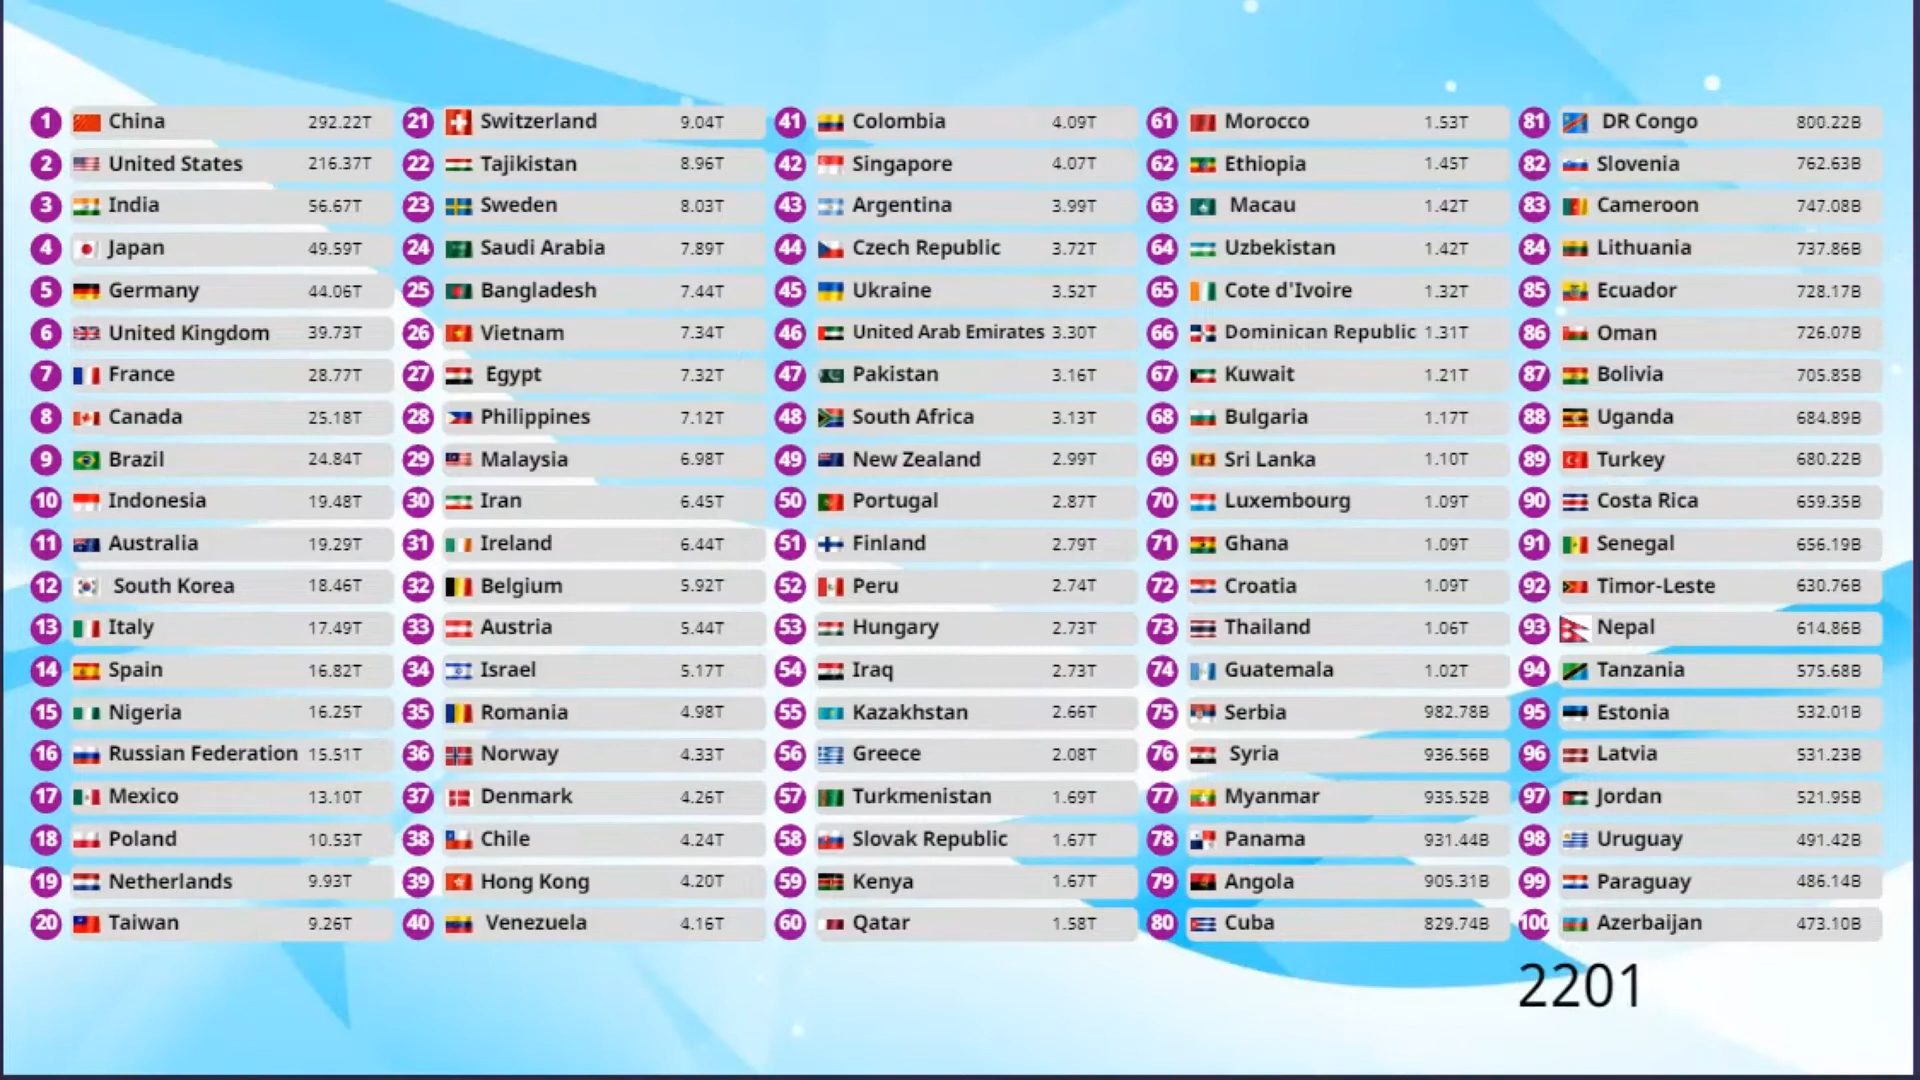 1 China 292.22T
2 United States 216.37T
3 India 56.67T
4 Japan 49.59T
5 Germany 44.06T
6 United Kingdom 39.73T
7 France 28.77T
8 Canada 25.18T
9 Brazil 24.84T
10 Indonesia 19.48T
11 Australia 19.29T
12 South Korea 18.46T
13 Italy 17.49T
14 Spain 16.82T
15 Nigeria 16.25T
16 Russian Federation 15.51T
17 Mexico 13.10T
18 Poland 10.53T
19 Netherlands 9.93T
20 Taiwan 9.26T
21 Switzerland 9.04T
22 Tajikistan 8.96T
23 Sweden 8.03T
24 Saudi Arabia 7.89T
25 Bangladesh 7.44T
26 Vietnam 7.34T
27 Egypt 7.32T
28 Philippines 7.12T
29 Malaysia 6.98T
30 Iran 6.45T
31 Ireland 6.44T
32 Belgium 5.92T
33 Austria 5.44T
34 Israel 5.17T
35 Romania 4.98T
36 Norway 4.33T
37 Denmark 4.26T
38 Chile 4.24T
39 Hong Kong 4.20T
40 Venezuela 4.16T
41 Colombia 4.09T
42 Singapore 4.07T
43 Argentina 3.99T
44 Czech Republic 3.72T
45 Ukraine 3.52T
46 United Arab Emirates 3.30T
47 Pakistan 3.16T
48 South Africa 3.13T
49 New Zealand 2.99T
50 Portugal 2.87T
51 Finland 2.79T
52 Peru 2.74T
53 Hungary 2.73T
54 Iraq 2.73T
55 Kazakhstan 2.66T
56 Greece 2.08T
57 Turkmenistan 1.69T
58 Slovak Republic 1.67T
59 Kenya 1.67T
60 Qatar 1.58T
61 Morocco 1.53T
62 Ethiopia 1.45T
63 Macau 1.42T
64 Uzbekistan 1.42T
65 Cote d'Ivoire 1.32T
66 Dominican Republic 1.31T
67 Kuwait 1.21T
68 Bulgaria 1.17T
69 Sri Lanka 1.10T
70 Luxembourg 1.09T
71 Ghana 1.09T
72 Croatia 1.09T
73 Thailand 1.06T
74 Guatemala 1.02T
75 Serbia 982.78B
76 Syria 936.56B
77 Myanmar 935.52B
78 Panama 931.44B
79 Angola 905.31B
80 Cuba 829.74B
81 DR Congo 800.22B
82 Slovenia 762.63B
83 Cameroon 747.08B
84 Lithuania 737.86B
85 Ecuador 728.17B
86 Oman 726.07B
87 Bolivia 705.85B
88 Uganda 684.89B
89 Turkey 680.22B
90 Costa Rica 659.35B
91 Senegal 656.19B
92 Timor-Leste 630.76B
93 Nepal 614.86B
94 Tanzania 575.68B
95 Estonia 532.01B
96 Latvia 531.23B
97 Jordan 521.95B
98 Uruguay 491.42B
99 Paraguay 486.14B
100 Azerbaijan 473.10B
2201